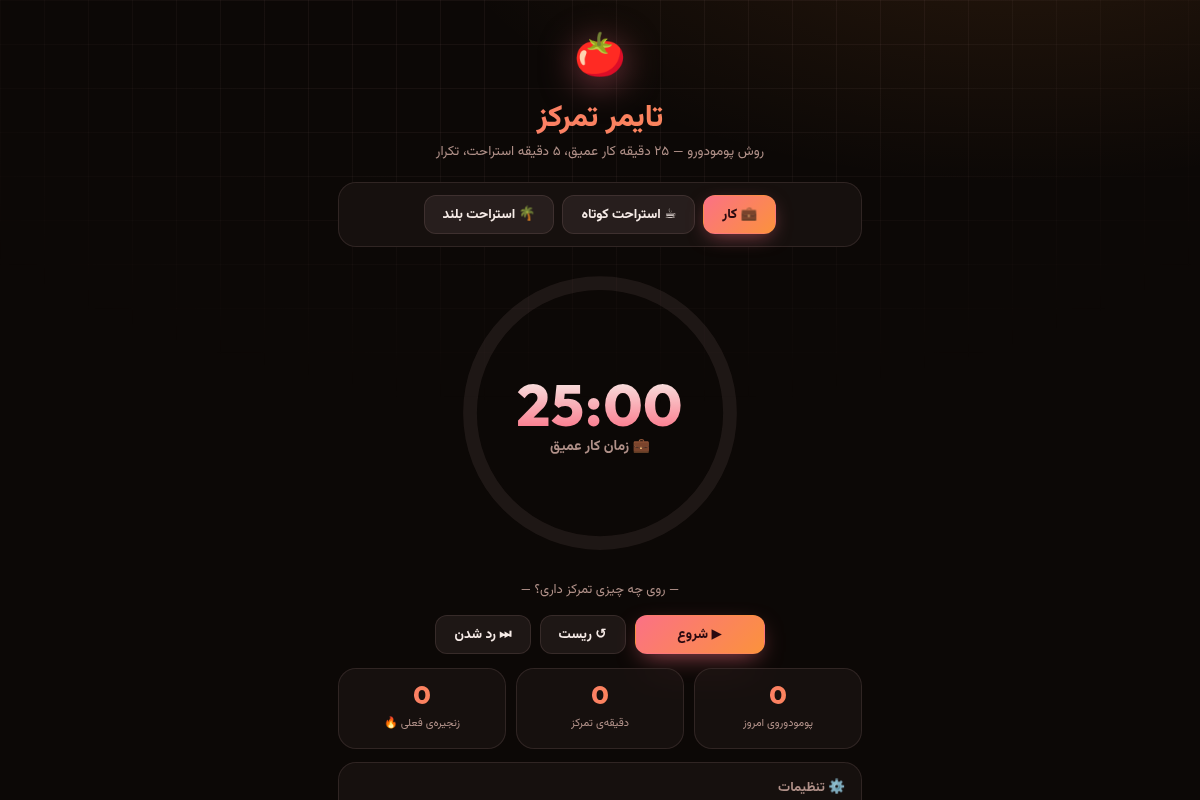 تایمر تمرکز
روش پومودورو — ۲۵ دقیقه کار عمیق، ۵ دقیقه استراحت، تکرار
💼 کار
☕ استراحت کوتاه
🌴 استراحت بلند
25:00
💼 زمان کار عمیق
— روی چه چیزی تمرکز داری؟ —
▶ شروع
↺ ریست
⏭ رد شدن
0
پومودوروی امروز
0
دقیقه‌ی تمرکز
0
زنجیره‌ی فعلی 🔥
⚙️ تنظیمات